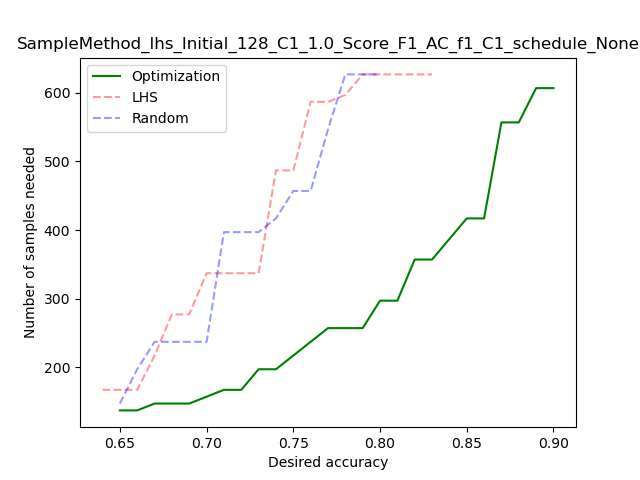 SampleMethod_lhs_Initial_128_C1_1.0_Score_F1_AC_f1_C1_schedule_None
Optimization
LHS
Random
600
500
400
300
200
Number of samples needed
0.65 0.70 0.75 0.80 0.85 0.90
Desired accuracy